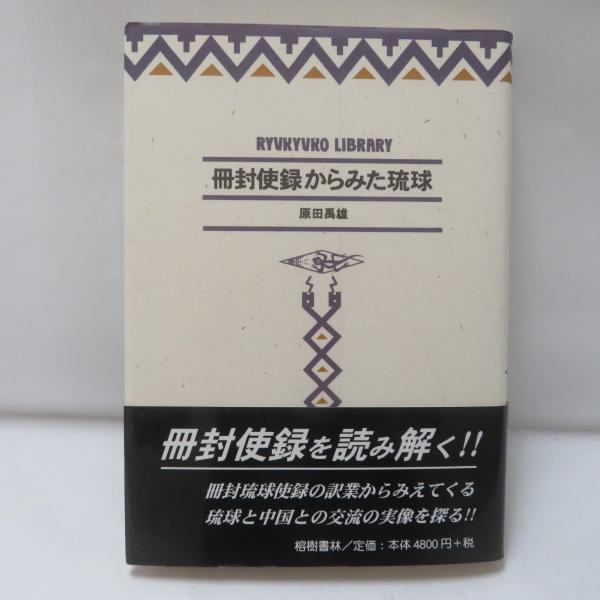 RYUKYUKO LIBRARY
冊封使録からみた琉球
原田禹雄
冊封使録を読み解く!!
冊封琉球使録の訳業からみえてくる
琉球と中国との交流の実像を探る!!
榕樹書林／定価：本体4800円＋税